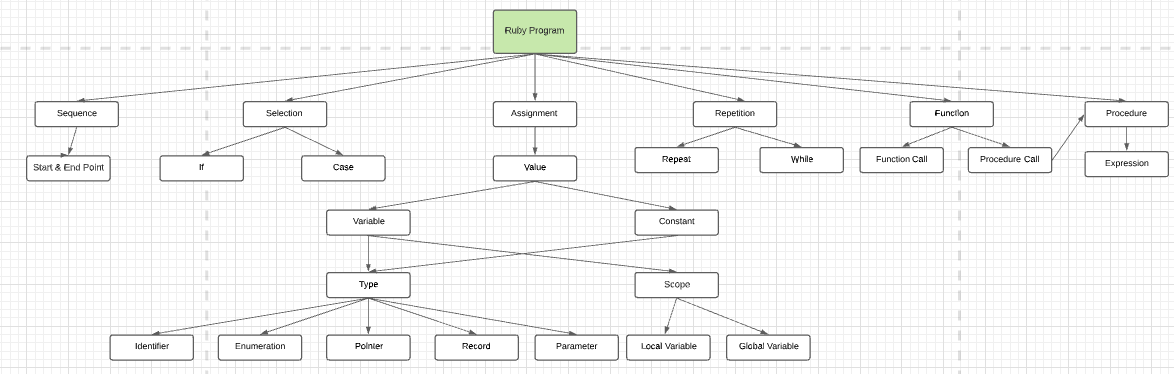 Ruby Program
Sequence
Selection
Assignment
Repetition
Function
Procedure
Start & End Point
If
Case
Value
Repeat
While
Function Call
Procedure Call
Expression
Variable
Constant
Type
Scope
Identifier
Enumeration
Pointer
Record
Parameter
Local Variable
Global Variable